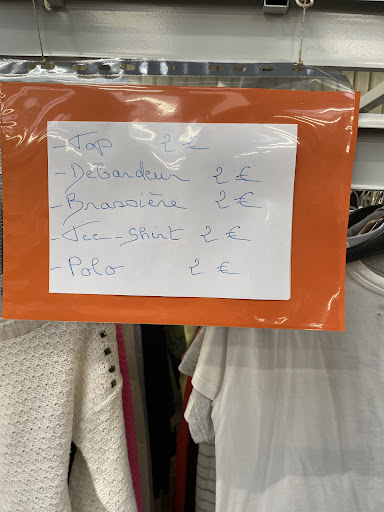 - Top 2 €
- Débardeur 2 €
- Brassière 2 €
- Tee-shirt 2 €
- Polo 2 €